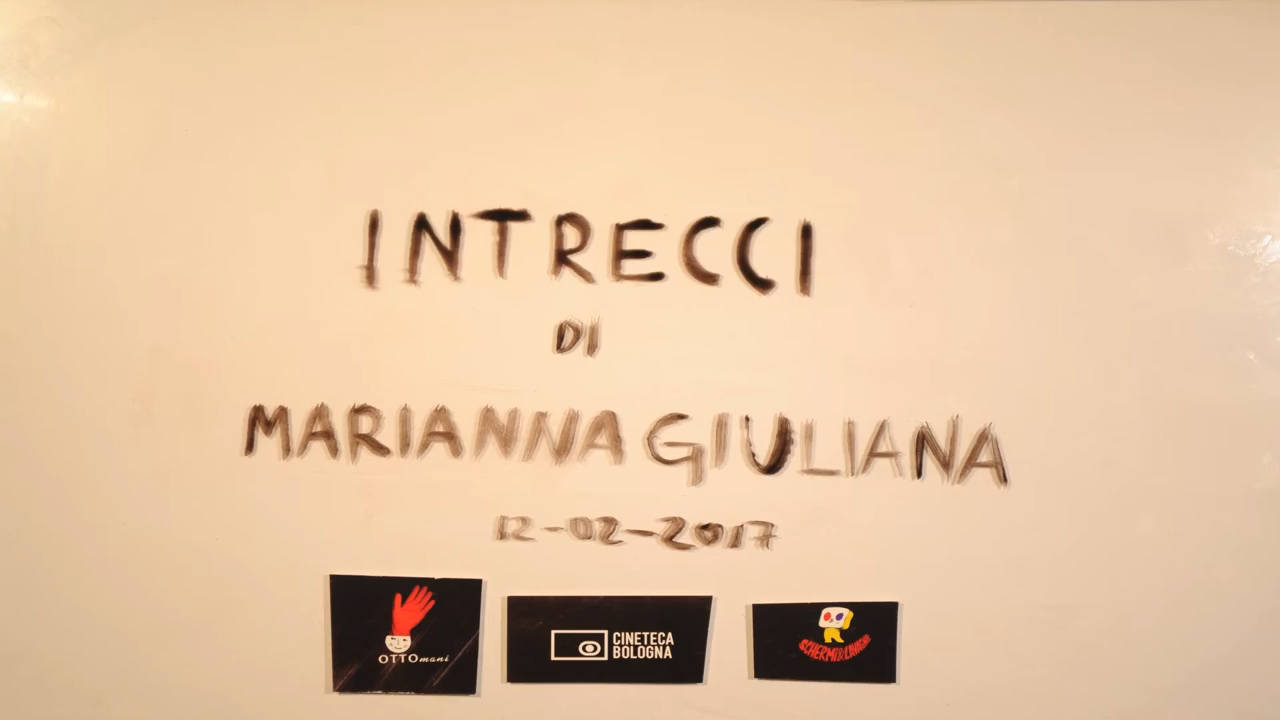 INTRECCI
DI
MARIANNA GIULIANA
12-02-2017
OTTOmani
CINETECA
BOLOGNA
SCHERMI E LAVAGNE